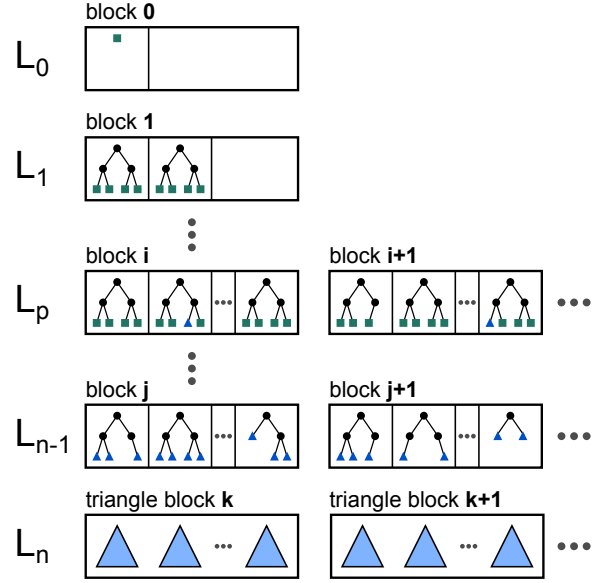 block 0
L0
block 1
L1
block i
block i+1
Lp
block j
block j+1
Ln-1
triangle block k
triangle block k+1
Ln